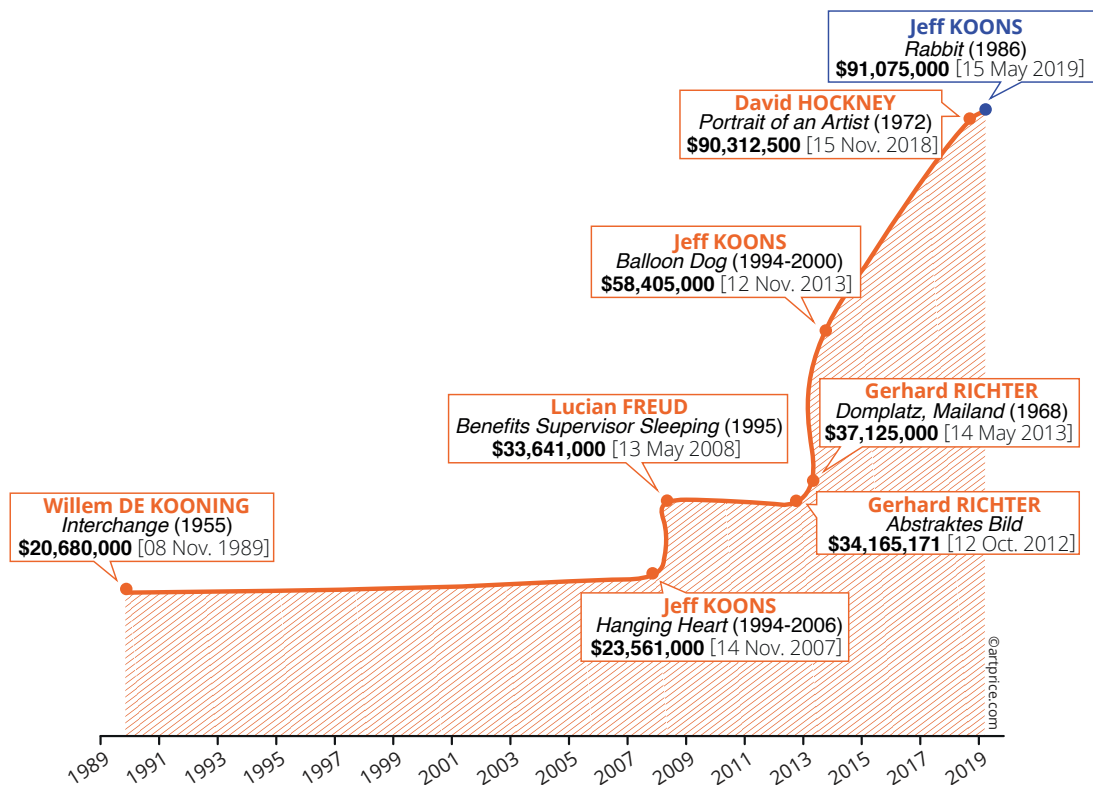 Jeff KOONS
Rabbit (1986)
$91,075,000 [15 May 2019]
David HOCKNEY
Portrait of an Artist (1972)
$90,312,500 [15 Nov. 2018]
Jeff KOONS
Balloon Dog (1994-2000)
$58,405,000 [12 Nov. 2013]
Gerhard RICHTER
Domplatz, Mailand (1968)
$37,125,000 [14 May 2013]
Lucian FREUD
Benefits Supervisor Sleeping (1995)
$33,641,000 [13 May 2008]
Willem DE KOONING
Interchange (1955)
$20,680,000 [08 Nov. 1989]
Gerhard RICHTER
Abstraktes Bild
$34,165,171 [12 Oct. 2012]
Jeff KOONS
Hanging Heart (1994-2006)
$23,561,000 [14 Nov. 2007]
©artprice.com
1989 1991 1993 1995 1997 1999 2001 2003 2005 2007 2009 2011 2013 2015 2017 2019